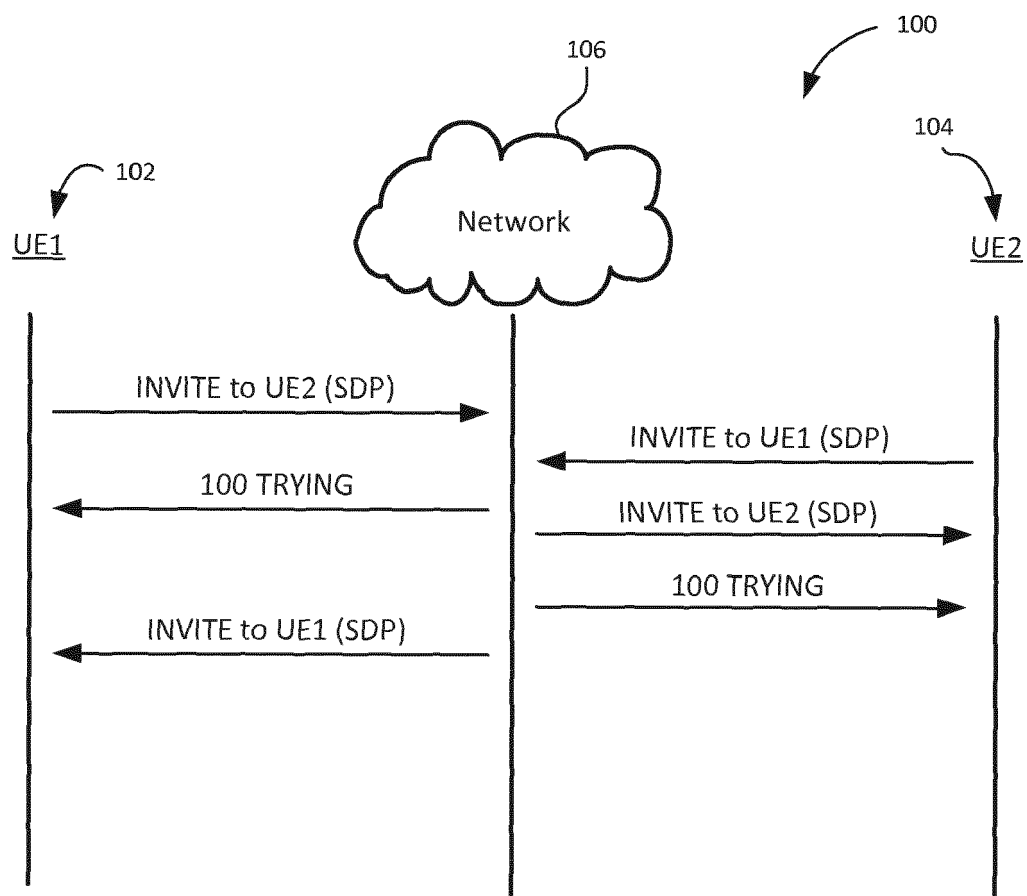 100
106
104
102
Network
UE1
UE2
INVITE to UE2 (SDP)
INVITE to UE1 (SDP)
100 TRYING
INVITE to UE2 (SDP)
100 TRYING
INVITE to UE1 (SDP)